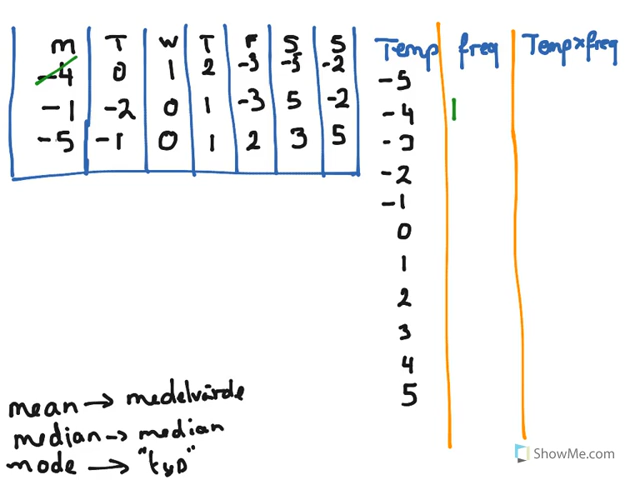 M T W T F S S
-4 0 1 2 -3 -5 -2
-1 -2 0 1 -3 5 -2
-5 -1 0 1 2 3 5
Temp freq Temp×freq
-5
-4 |
-3
-2
-1
0
1
2
3
4
5
mean → medelvärde
median → median
mode → "typ"
ShowMe.com